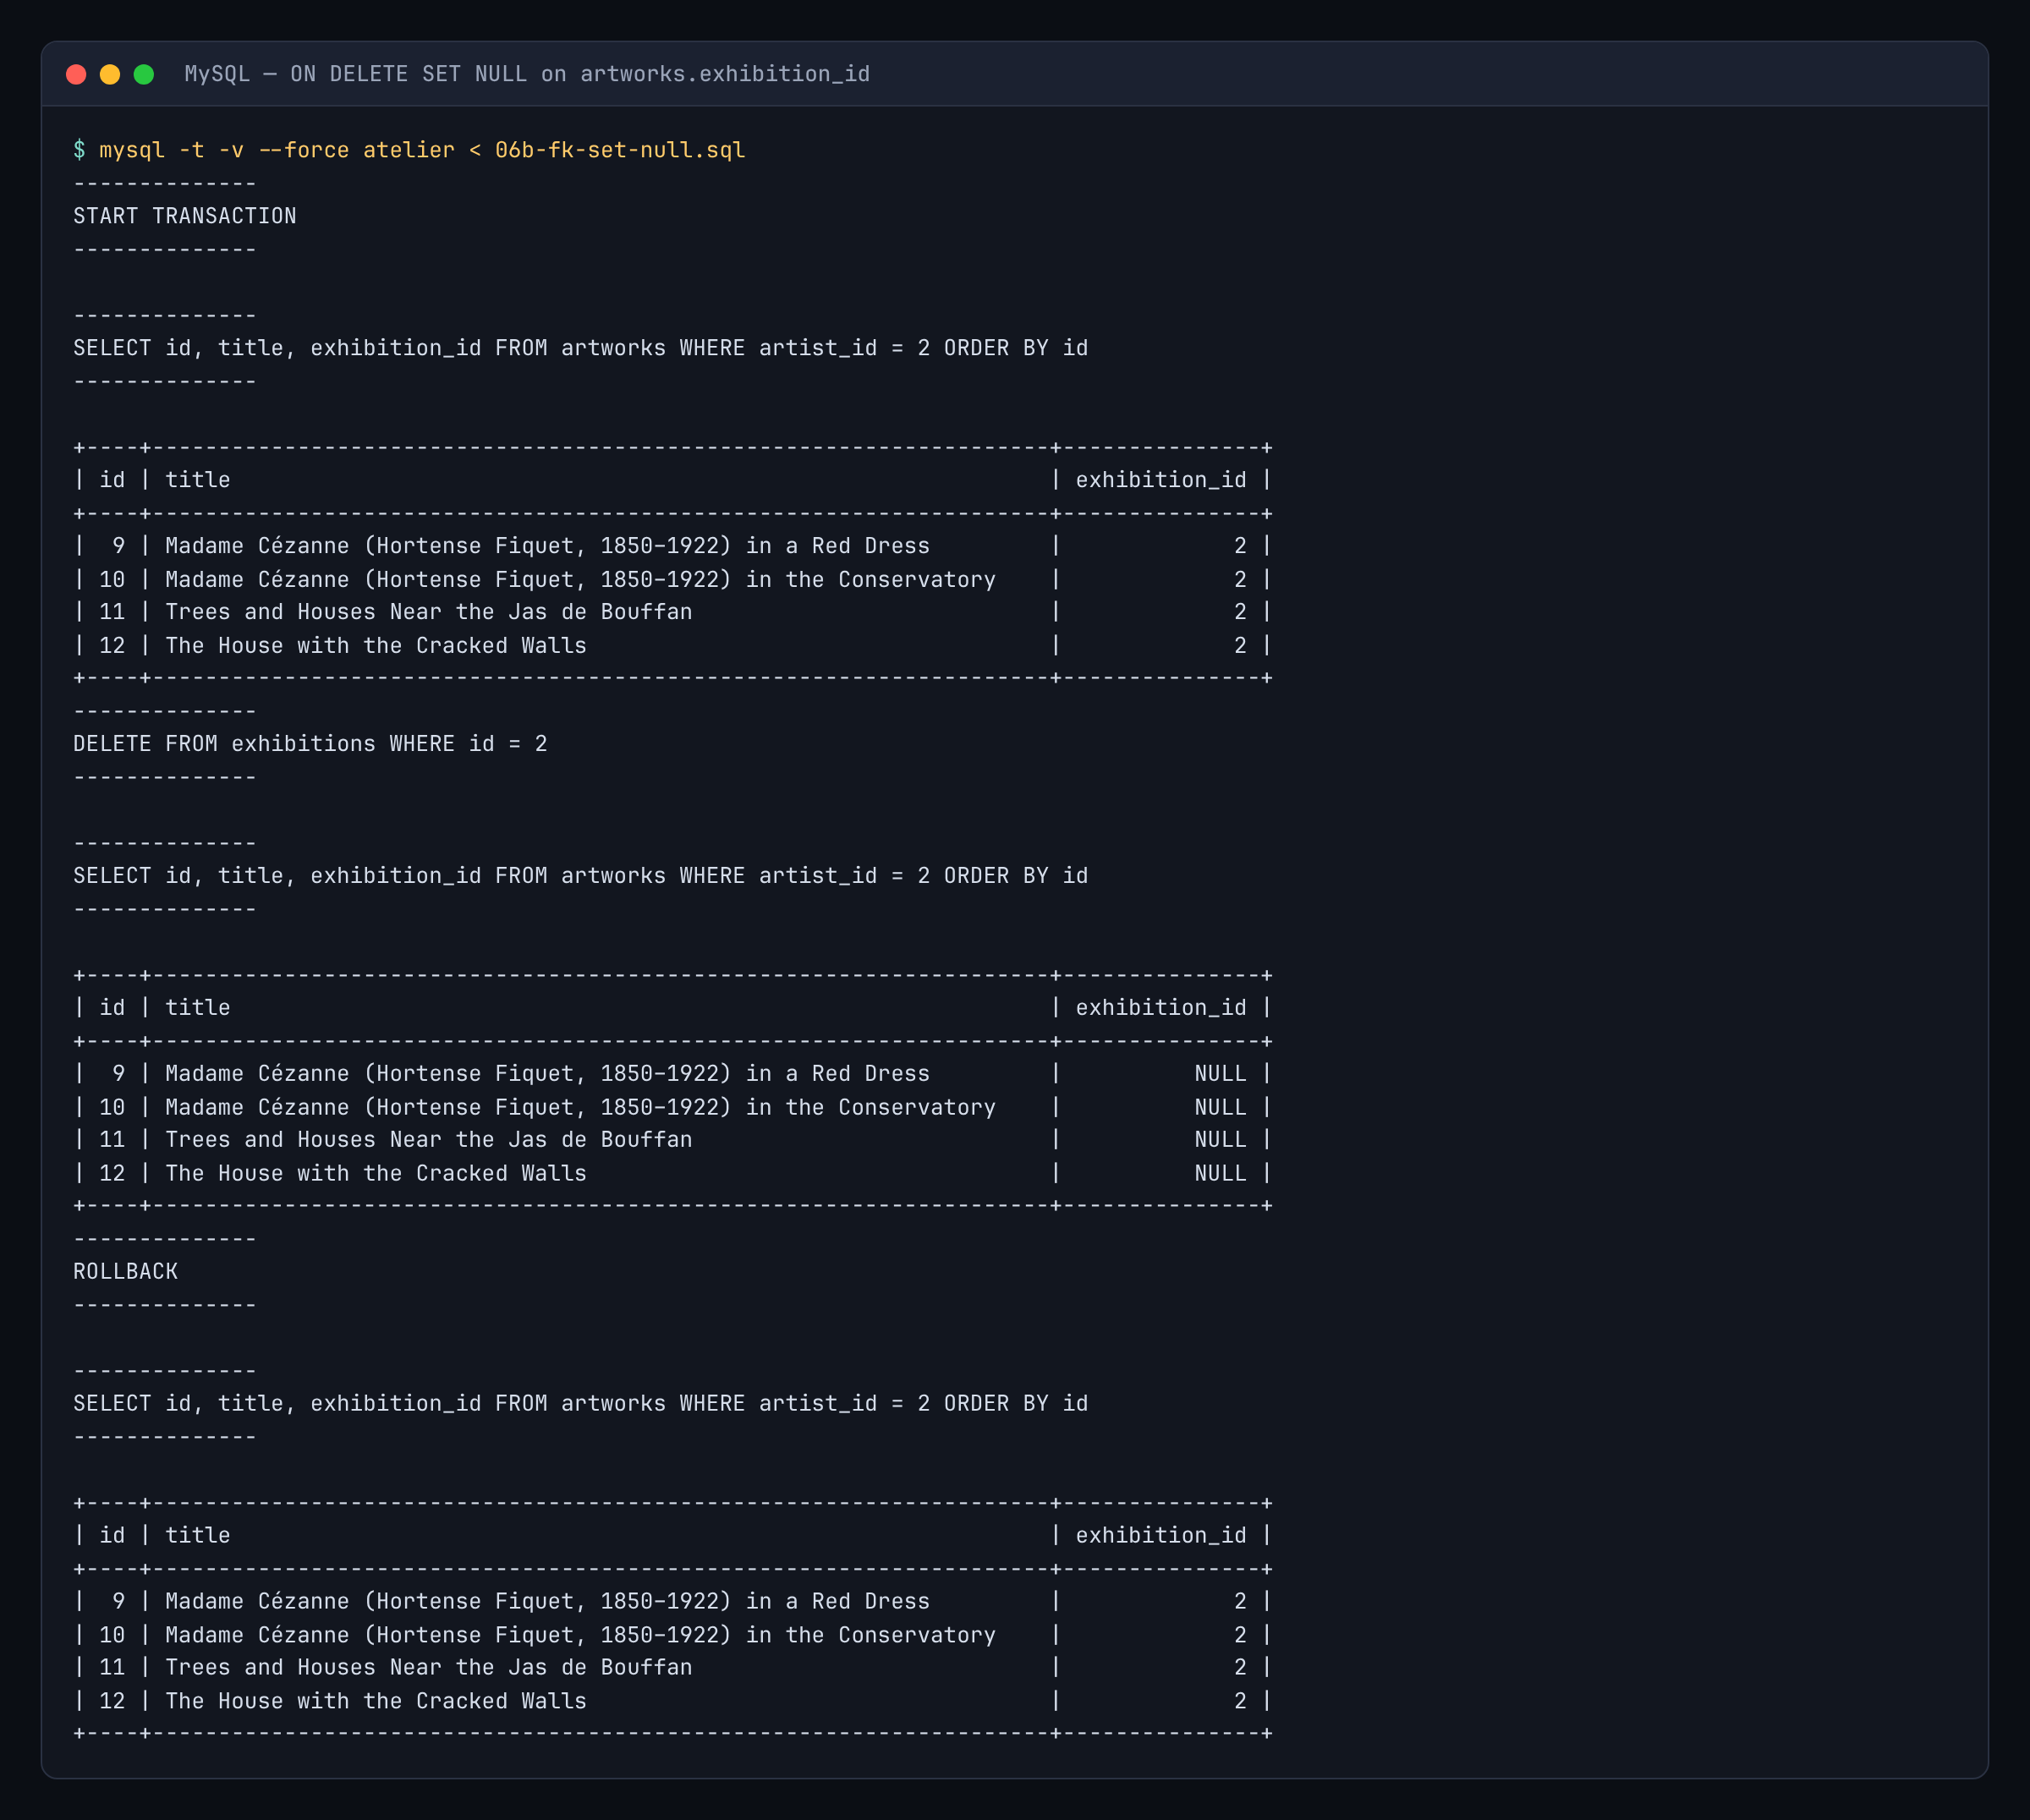 MySQL — ON DELETE SET NULL on artworks.exhibition_id
$ mysql -t -v --force atelier < 06b-fk-set-null.sql
--------------
START TRANSACTION
--------------

--------------
SELECT id, title, exhibition_id FROM artworks WHERE artist_id = 2 ORDER BY id
--------------

+----+--------------------------------------------------------------------+---------------+
| id | title                                                              | exhibition_id |
+----+--------------------------------------------------------------------+---------------+
|  9 | Madame Cézanne (Hortense Fiquet, 1850–1922) in a Red Dress         |             2 |
| 10 | Madame Cézanne (Hortense Fiquet, 1850–1922) in the Conservatory    |             2 |
| 11 | Trees and Houses Near the Jas de Bouffan                           |             2 |
| 12 | The House with the Cracked Walls                                   |             2 |
+----+--------------------------------------------------------------------+---------------+
--------------
DELETE FROM exhibitions WHERE id = 2
--------------

--------------
SELECT id, title, exhibition_id FROM artworks WHERE artist_id = 2 ORDER BY id
--------------

+----+--------------------------------------------------------------------+---------------+
| id | title                                                              | exhibition_id |
+----+--------------------------------------------------------------------+---------------+
|  9 | Madame Cézanne (Hortense Fiquet, 1850–1922) in a Red Dress         |          NULL |
| 10 | Madame Cézanne (Hortense Fiquet, 1850–1922) in the Conservatory    |          NULL |
| 11 | Trees and Houses Near the Jas de Bouffan                           |          NULL |
| 12 | The House with the Cracked Walls                                   |          NULL |
+----+--------------------------------------------------------------------+---------------+
--------------
ROLLBACK
--------------

--------------
SELECT id, title, exhibition_id FROM artworks WHERE artist_id = 2 ORDER BY id
--------------

+----+--------------------------------------------------------------------+---------------+
| id | title                                                              | exhibition_id |
+----+--------------------------------------------------------------------+---------------+
|  9 | Madame Cézanne (Hortense Fiquet, 1850–1922) in a Red Dress         |             2 |
| 10 | Madame Cézanne (Hortense Fiquet, 1850–1922) in the Conservatory    |             2 |
| 11 | Trees and Houses Near the Jas de Bouffan                           |             2 |
| 12 | The House with the Cracked Walls                                   |             2 |
+----+--------------------------------------------------------------------+---------------+